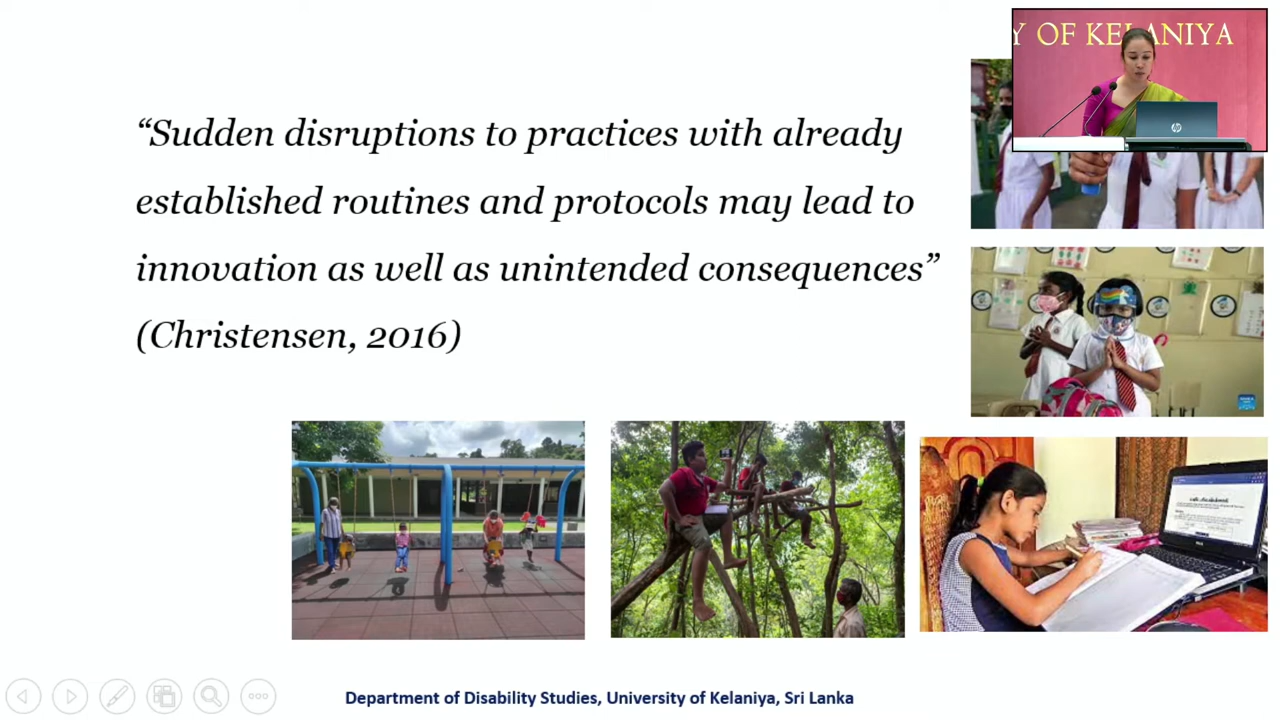 Y OF KELANIYA
“Sudden disruptions to practices with already
established routines and protocols may lead to
innovation as well as unintended consequences”
(Christensen, 2016)
hp
Department of Disability Studies, University of Kelaniya, Sri Lanka